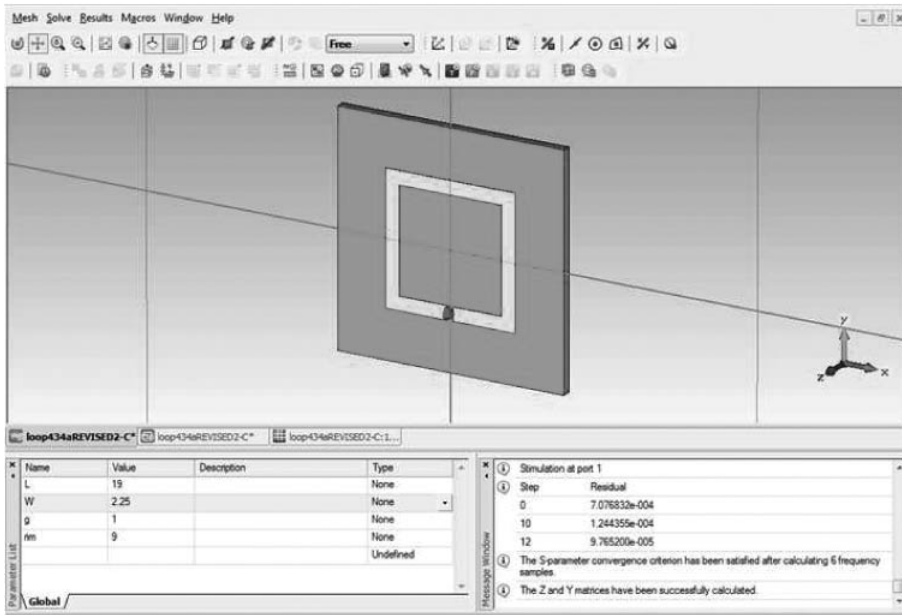 Mesh Solve Results Macros Window Help
Free
y
x
z
loop434aREVISED2-C* loop434aREVISED2-C* loop434aREVISED2-C:1...
Parameter List
Name Value Description Type
L 19 None
W 2.25 None
g 1 None
nm 9 None
Undefined
Global
Message Window
Stimulation at port 1
Step Residual
0 7.076832e-004
10 1.244355e-004
12 9.765200e-005
The S-parameter convergence criterion has been satisfied after calculating 6 frequency
samples.
The Z and Y matrices have been successfully calculated.